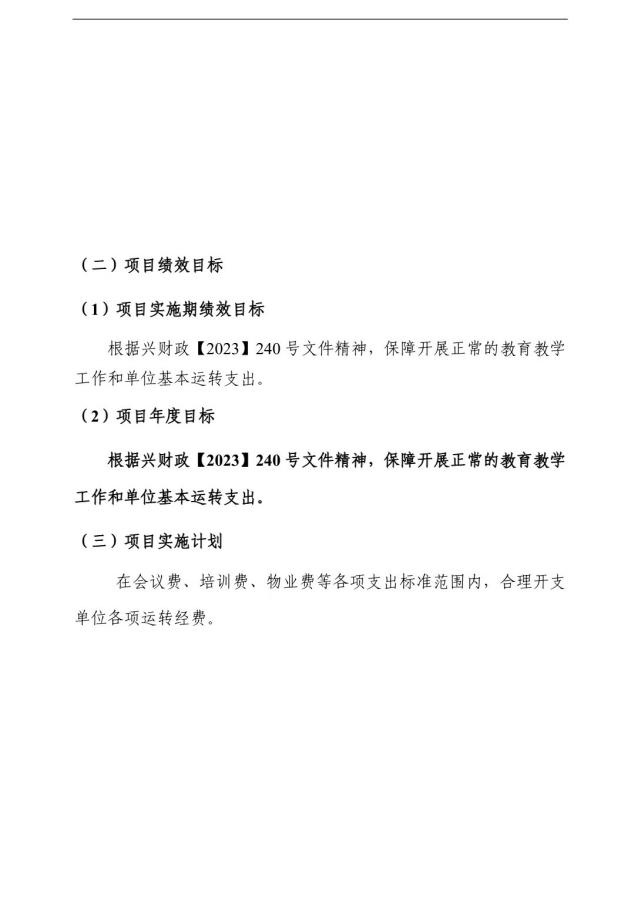 （二）项目绩效目标
（1）项目实施期绩效目标
根据兴财政【2023】240 号文件精神，保障开展正常的教育教学
工作和单位基本运转支出。
（2）项目年度目标
根据兴财政【2023】240 号文件精神，保障开展正常的教育教学
工作和单位基本运转支出。
（三）项目实施计划
在会议费、培训费、物业费等各项支出标准范围内，合理开支
单位各项运转经费。